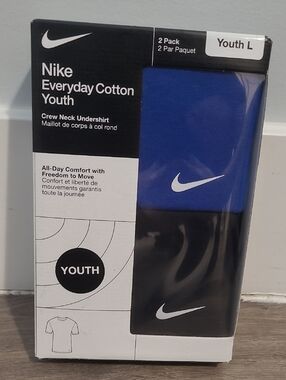 2 Pack
2 Par Paquet
Youth L
Nike
Everyday Cotton
Youth
Crew Neck Undershirt
Maillot de corps à col rond
All-Day Comfort with
Freedom to Move
Confort et liberté de
mouvements garantis
toute la journée
YOUTH